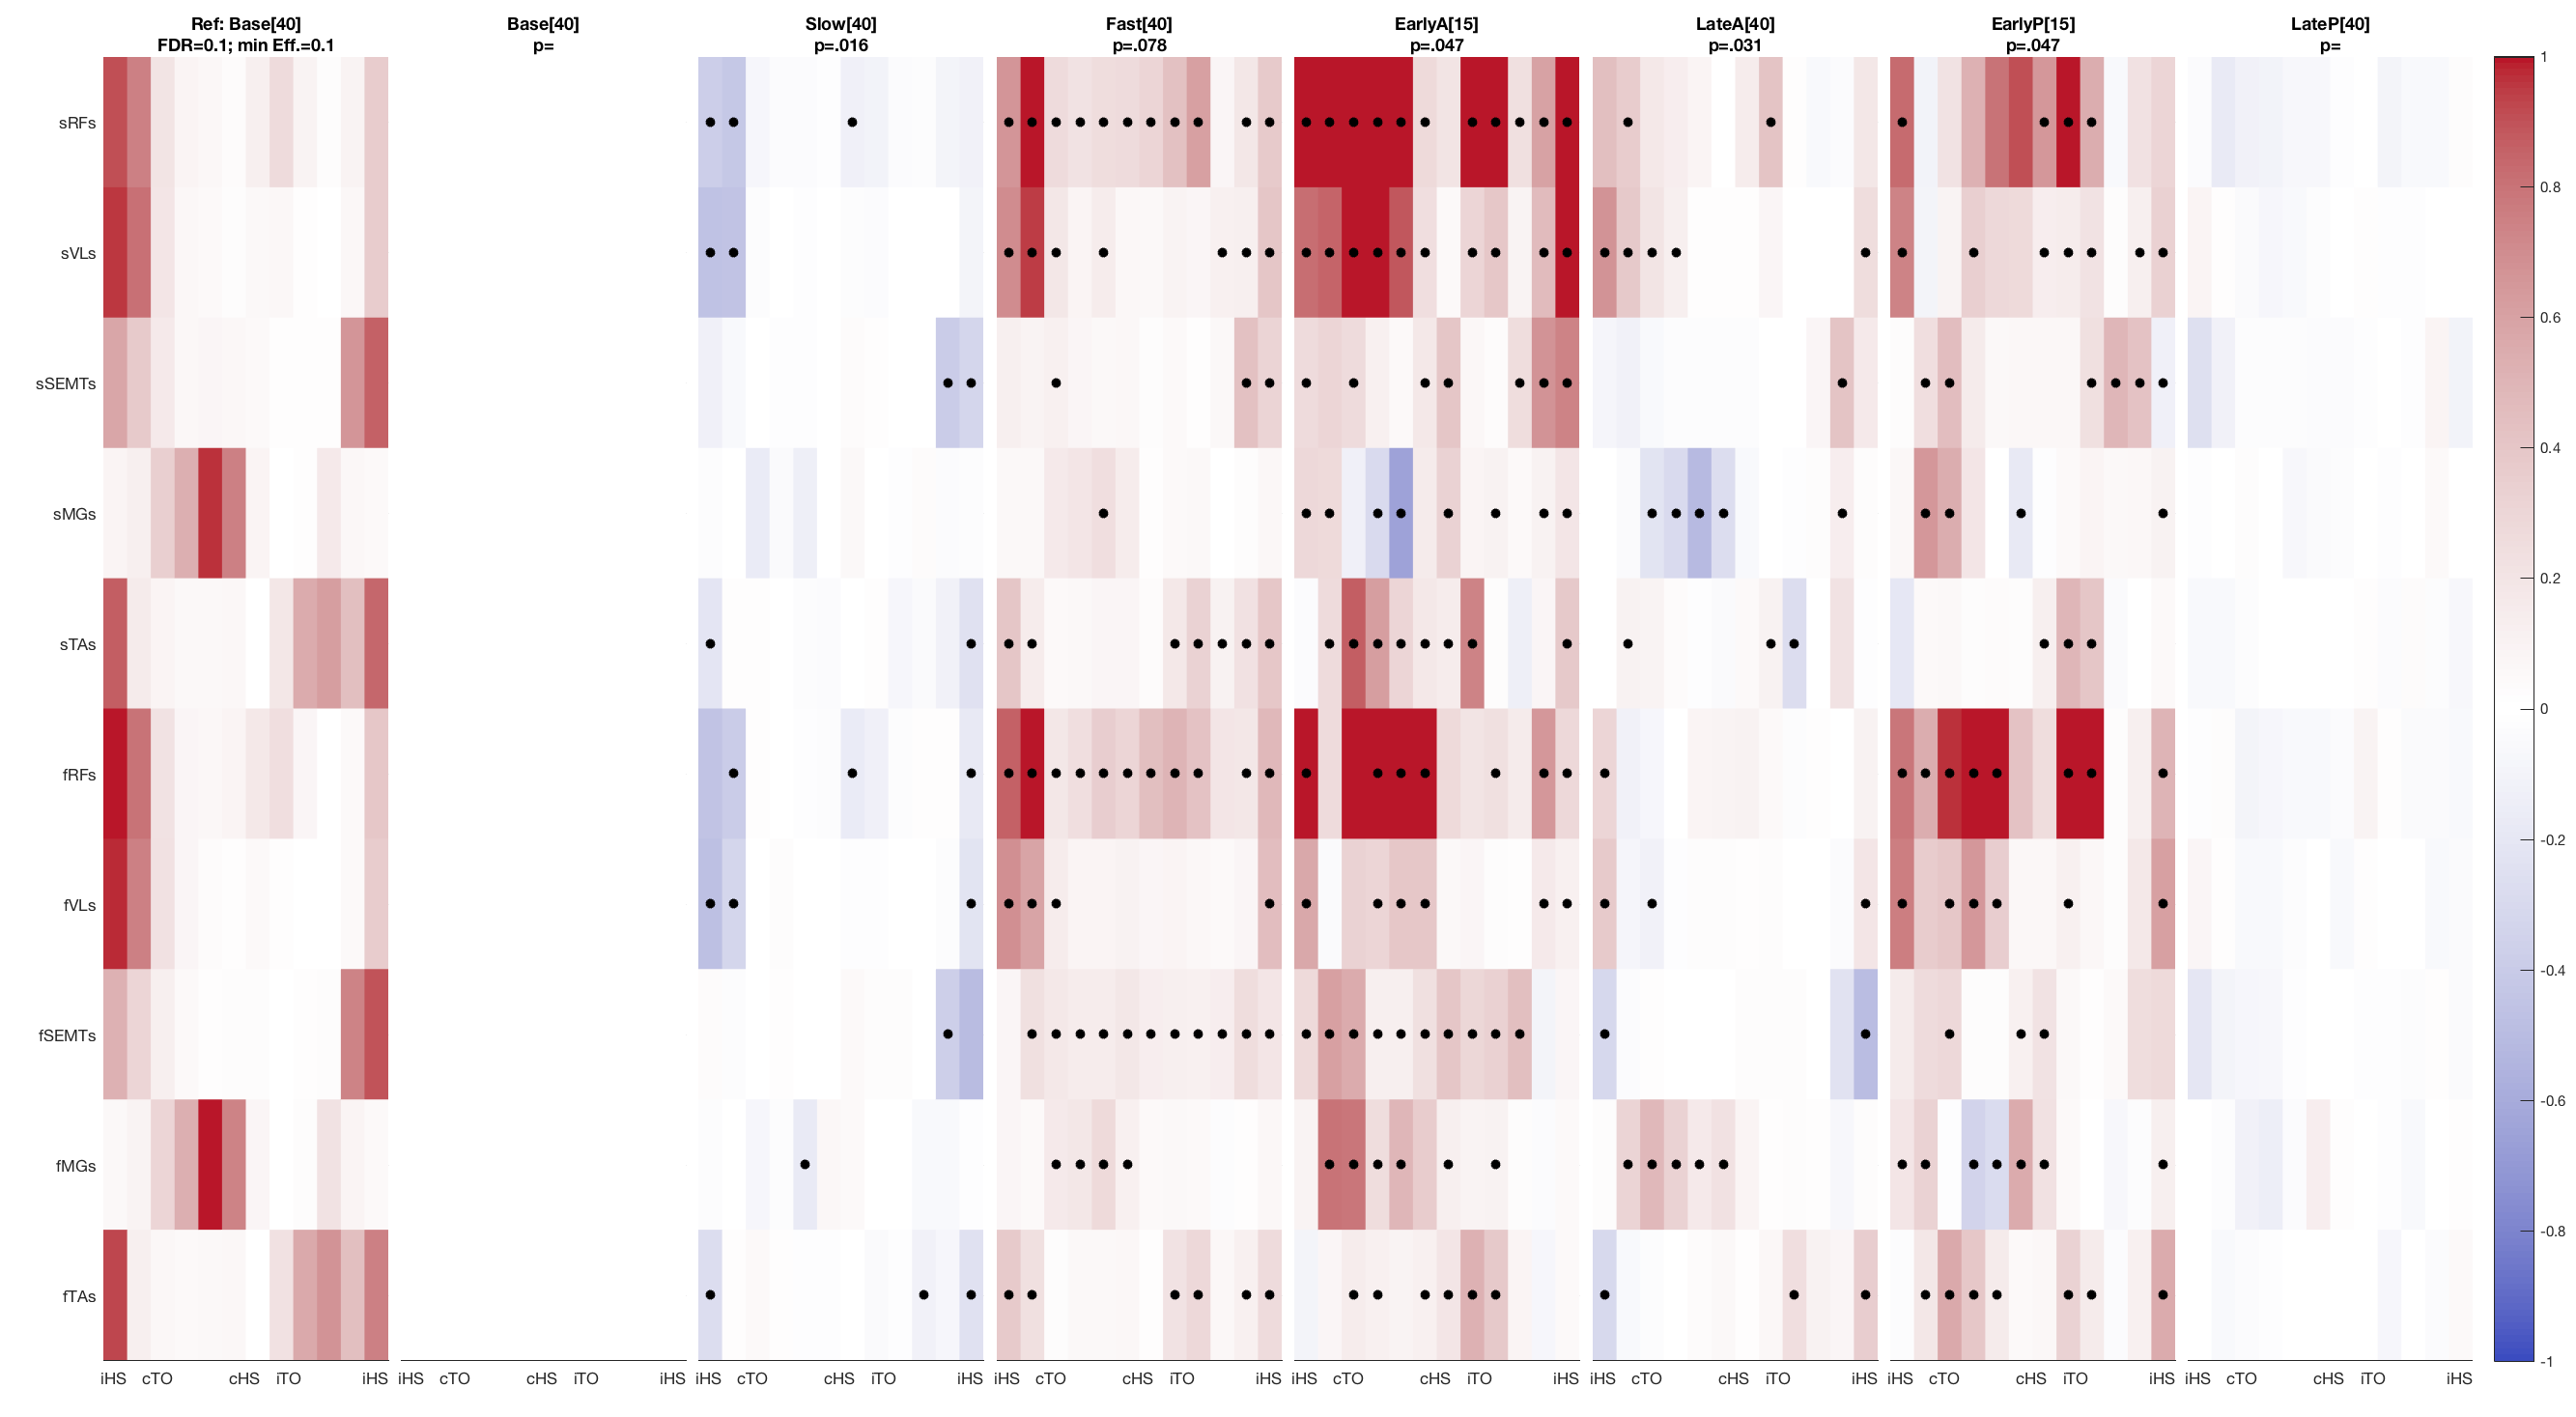 Ref: Base[40]
FDR=0.1; min Eff.=0.1
Base[40]
p=
Slow[40]
p=.016
Fast[40]
p=.078
EarlyA[15]
p=.047
LateA[40]
p=.031
EarlyP[15]
p=.047
LateP[40]
p=
sRFs
sVLs
sSEMTs
sMGs
sTAs
fRFs
fVLs
fSEMTs
fMGs
fTAs
iHS cTO cHS iTO iHS
iHS cTO cHS iTO iHS
iHS cTO cHS iTO iHS
iHS cTO cHS iTO iHS
iHS cTO cHS iTO iHS
iHS cTO cHS iTO iHS
iHS cTO cHS iTO iHS
iHS cTO cHS iTO iHS
1
0.8
0.6
0.4
0.2
0
-0.2
-0.4
-0.6
-0.8
-1